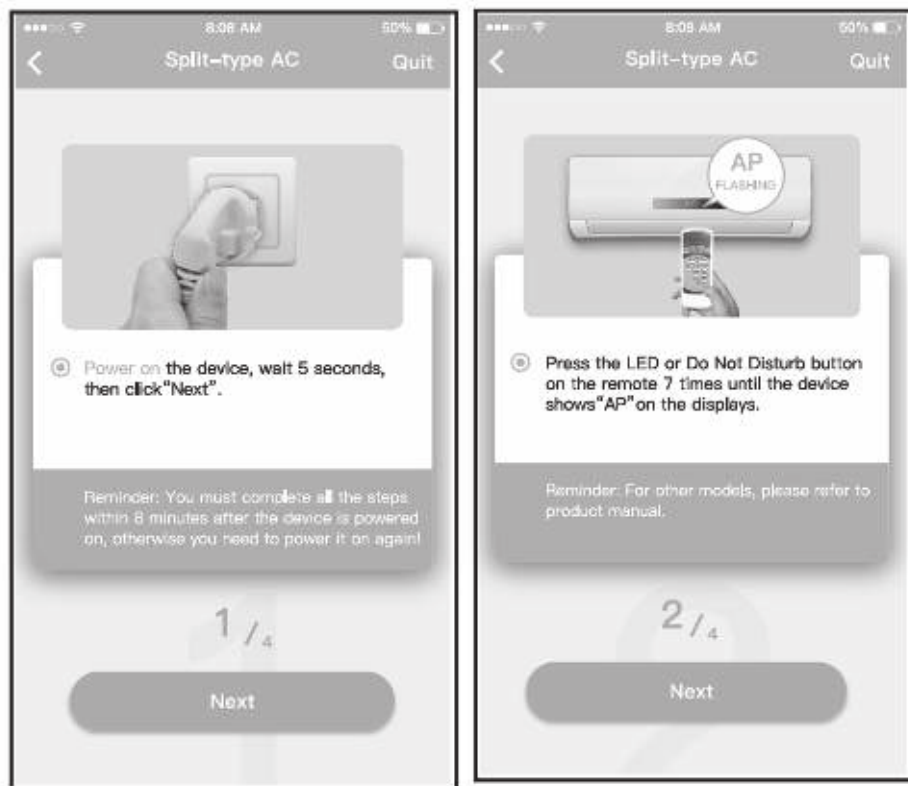 8:08 AM
50%
Split-type AC
Quit
Power on the device, wait 5 seconds,
then click"Next".
Reminder: You must complete all the steps
within 8 minutes after the device is powered
on, otherwise you need to power it on again!
1/4
Next
8:08 AM
50%
Split-type AC
Quit
AP
FLASHING
Press the LED or Do Not Disturb button
on the remote 7 times until the device
shows"AP"on the displays.
Reminder: For other models, please refer to
product manual.
2/4
Next